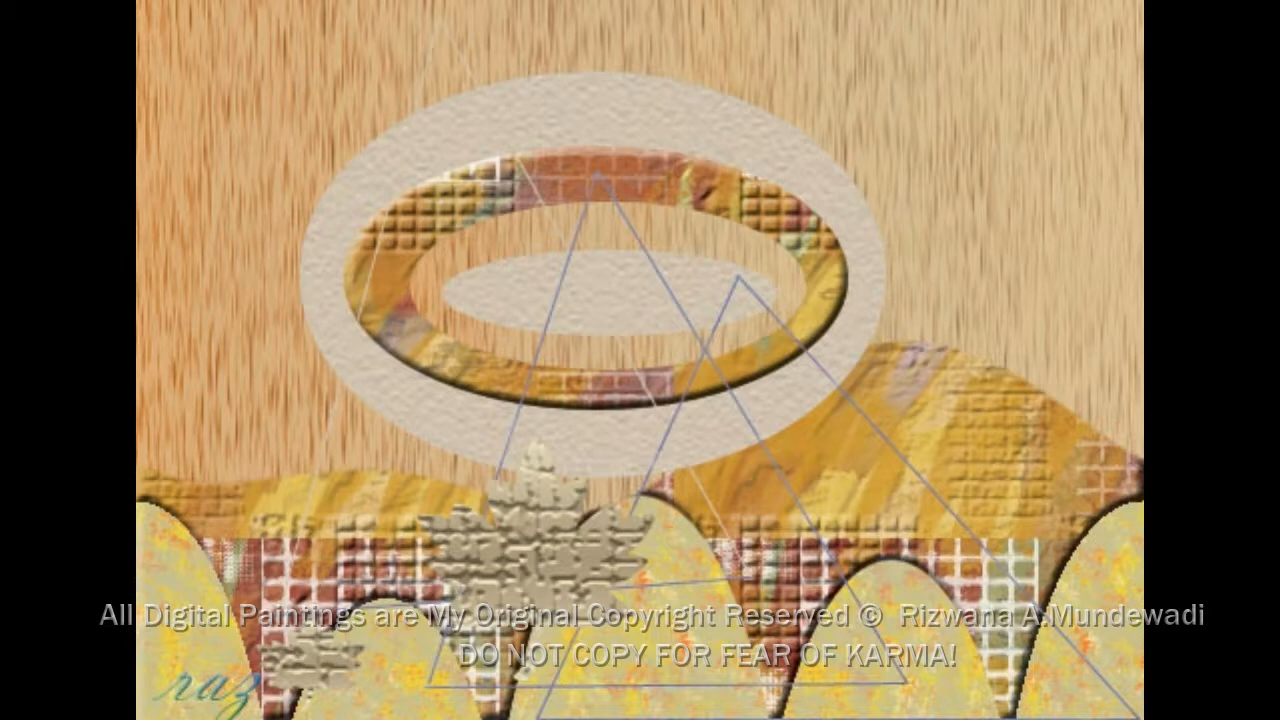 All Digital Paintings are My Original Copyright Reserved © Rizwana A.Mundewadi
DO NOT COPY FOR FEAR OF KARMA!
raz